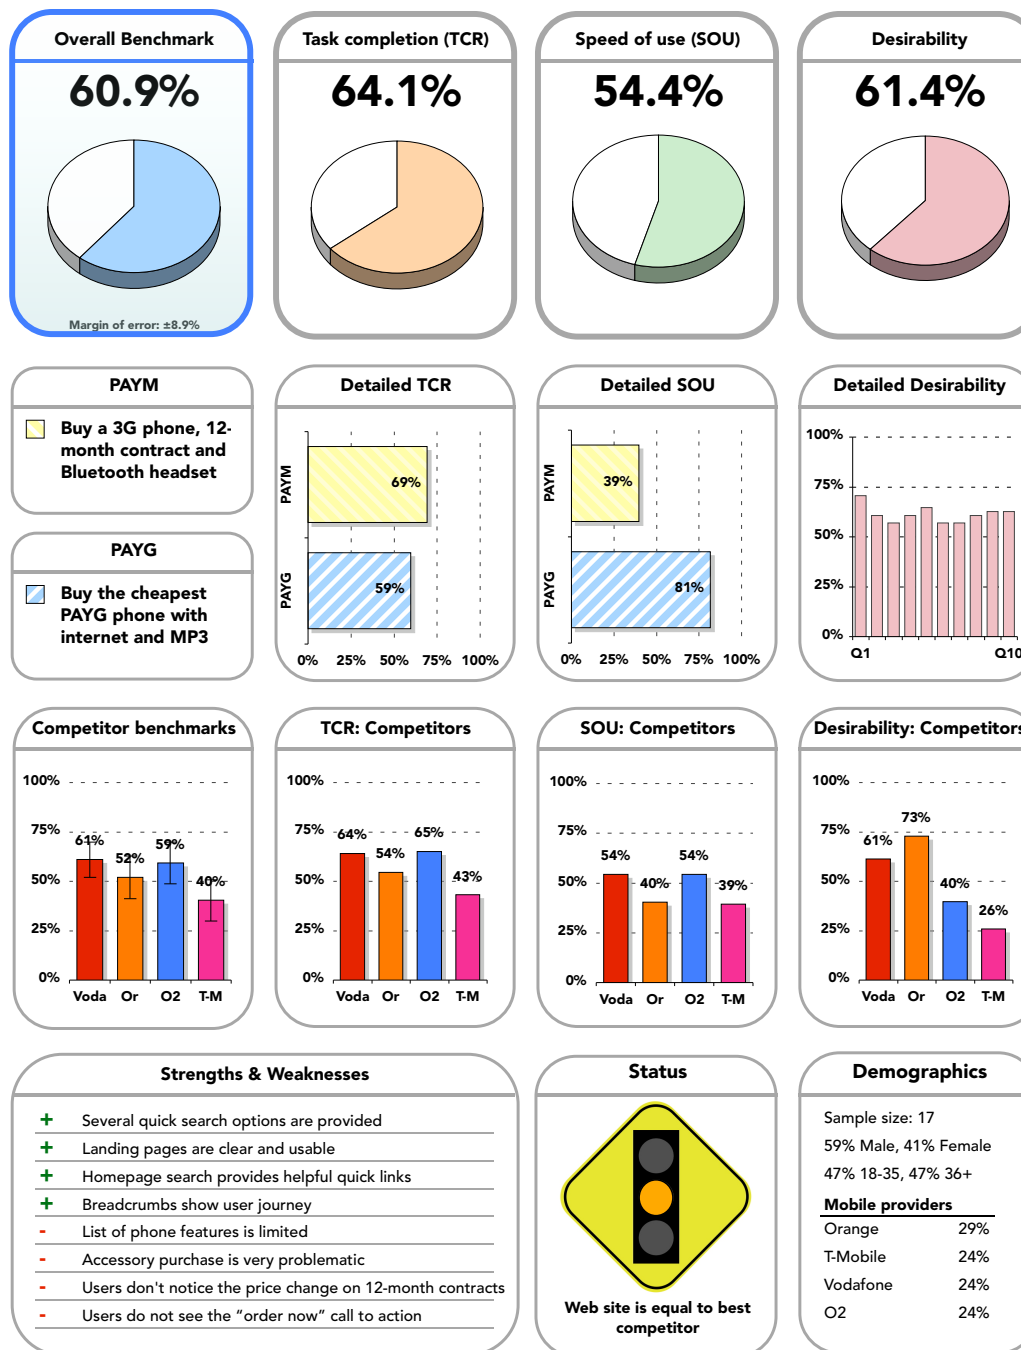 Overall Benchmark
60.9%
Margin of error: ±8.9%
Task completion (TCR)
64.1%
Speed of use (SOU)
54.4%
Desirability
61.4%
PAYM
Buy a 3G phone, 12-
month contract and
Bluetooth headset
PAYG
Buy the cheapest
PAYG phone with
internet and MP3
Detailed TCR
PAYM
69%
PAYG
59%
0% 25% 50% 75% 100%
Detailed SOU
PAYM
39%
PAYG
81%
0% 25% 50% 75% 100%
Detailed Desirability
100%
75%
50%
25%
0%
Q1 Q10
Competitor benchmarks
100%
75%
50%
25%
0%
61% 52% 59% 40%
Voda Or O2 T-M
TCR: Competitors
100%
75%
50%
25%
0%
64% 54% 65% 43%
Voda Or O2 T-M
SOU: Competitors
100%
75%
50%
25%
0%
54% 40% 54% 39%
Voda Or O2 T-M
Desirability: Competitors
100%
75%
50%
25%
0%
61% 73% 40% 26%
Voda Or O2 T-M
Strengths & Weaknesses
+ Several quick search options are provided
+ Landing pages are clear and usable
+ Homepage search provides helpful quick links
+ Breadcrumbs show user journey
- List of phone features is limited
- Accessory purchase is very problematic
- Users don't notice the price change on 12-month contracts
- Users do not see the “order now” call to action
Status
Web site is equal to best
competitor
Demographics
Sample size: 17
59% Male, 41% Female
47% 18-35, 47% 36+
Mobile providers
Orange 29%
T-Mobile 24%
Vodafone 24%
O2 24%